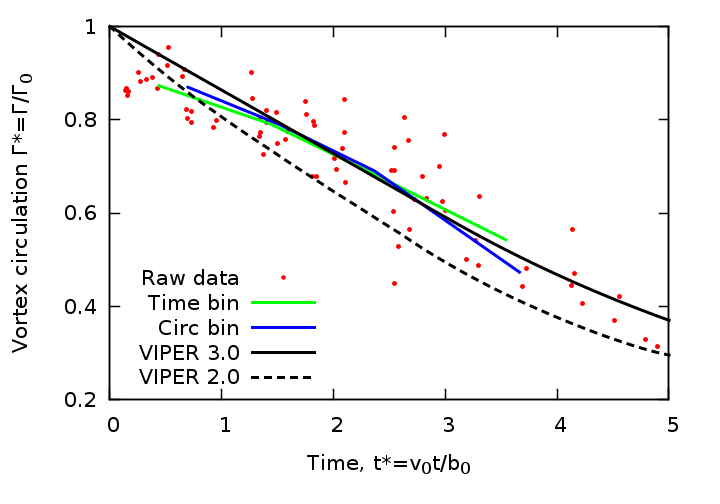 1
0.8
0.6
0.4
0.2
Vortex circulation Γ*=Γ/Γ₀
Raw data
Time bin
Circ bin
VIPER 3.0
VIPER 2.0
0 1 2 3 4 5
Time, t*=v₀t/b₀